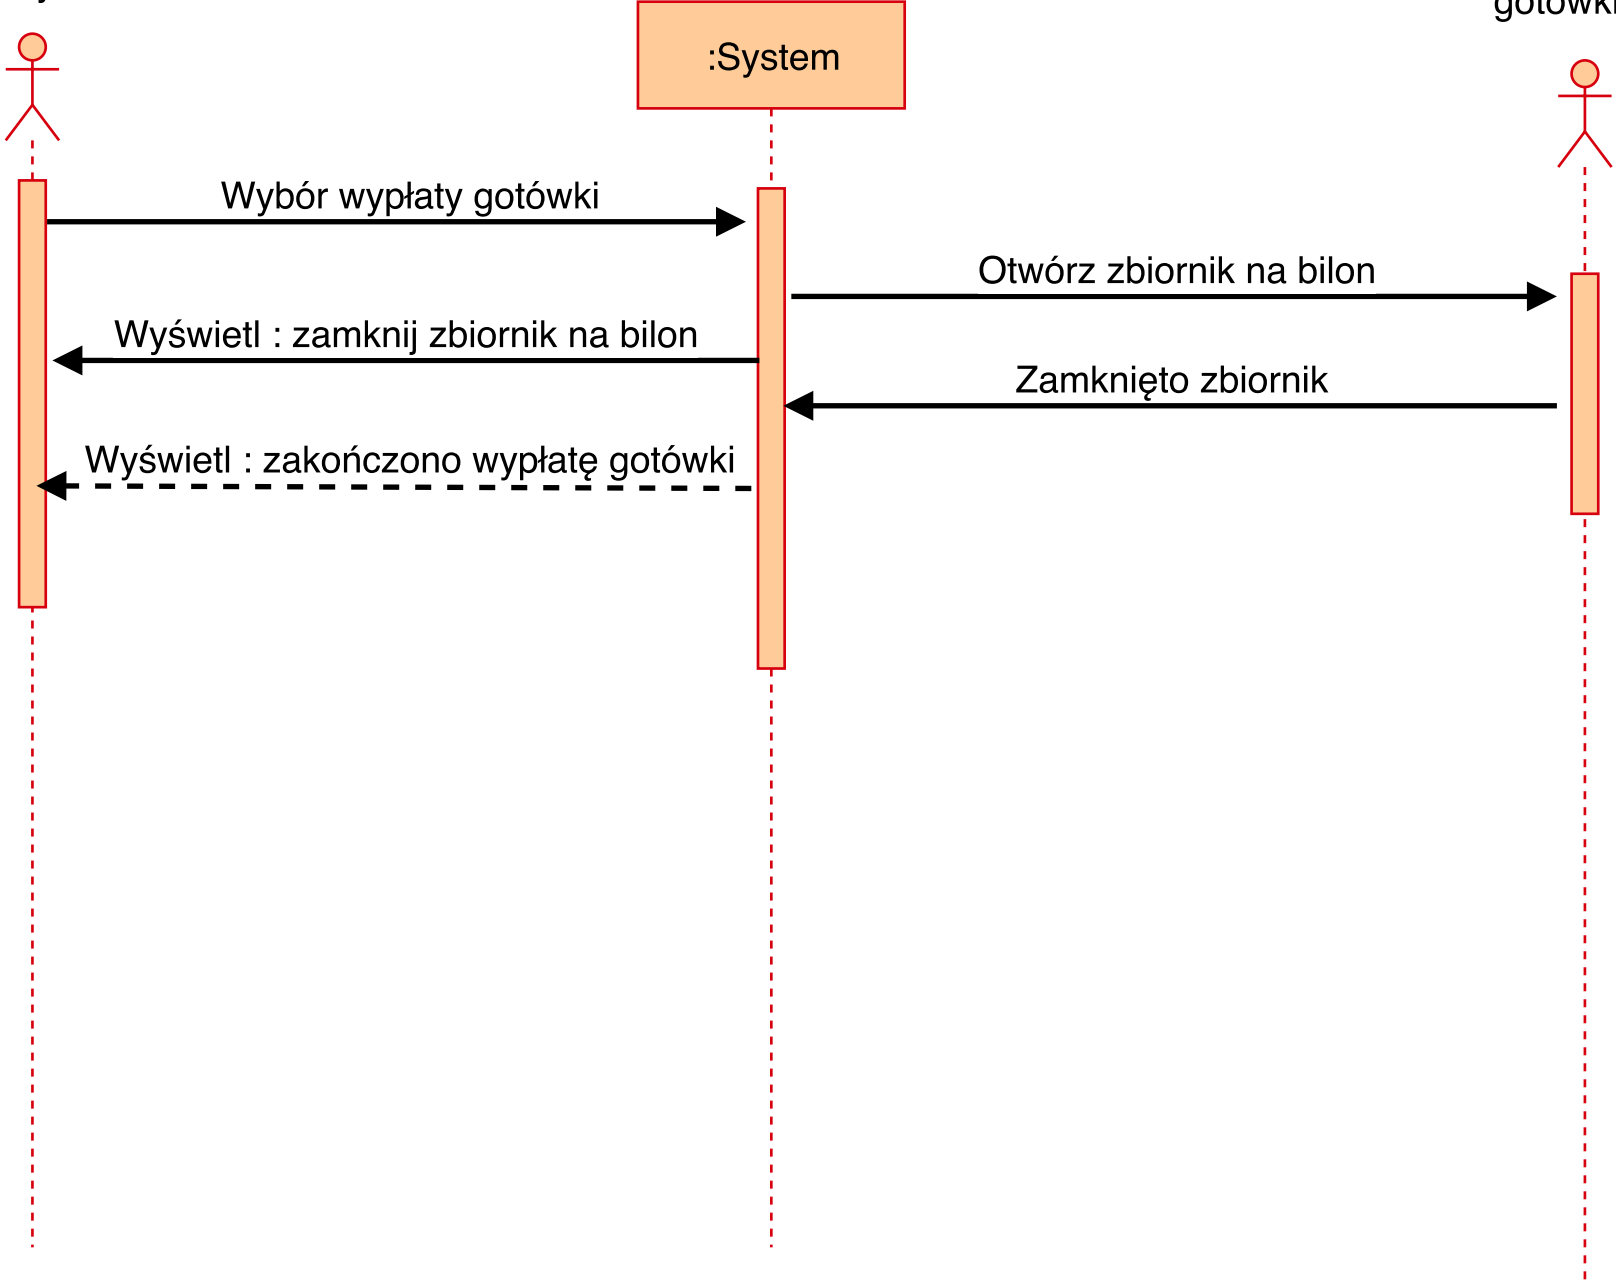 gotówki
:System
Wybór wypłaty gotówki
Otwórz zbiornik na bilon
Wyświetl : zamknij zbiornik na bilon
Zamknięto zbiornik
Wyświetl : zakończono wypłatę gotówki